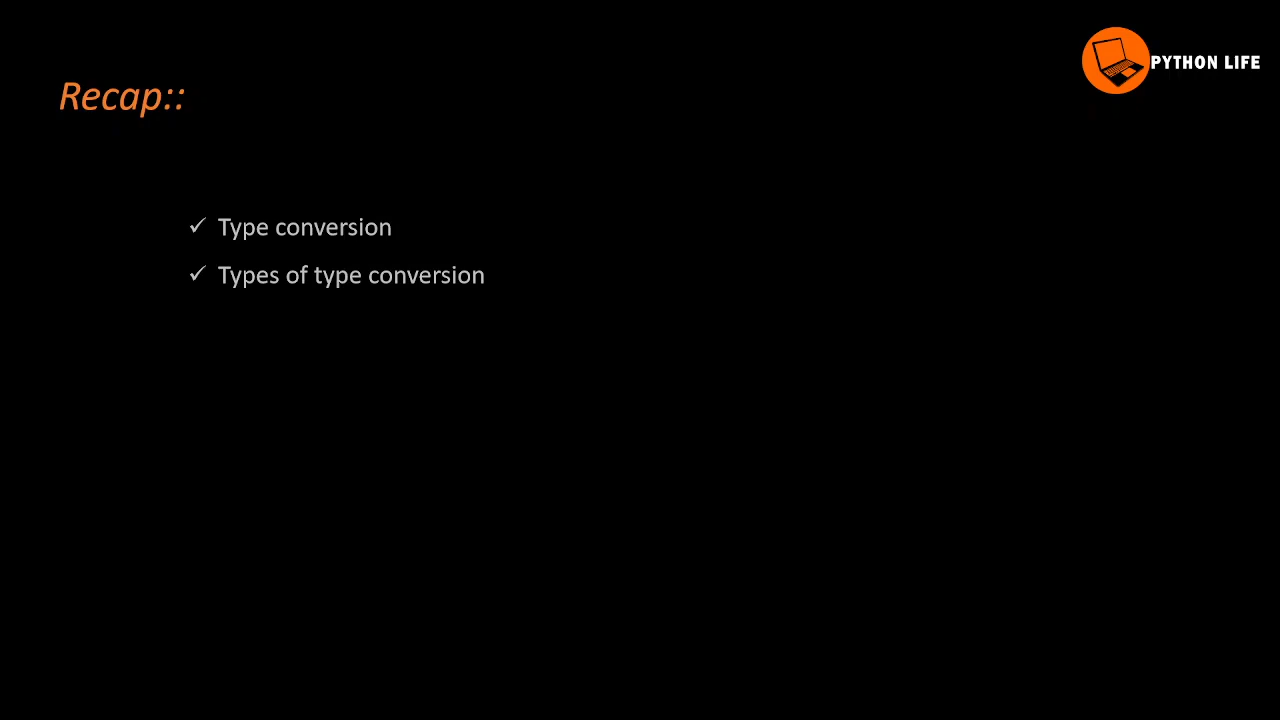 PYTHON LIFE
Recap::
✓ Type conversion
✓ Types of type conversion